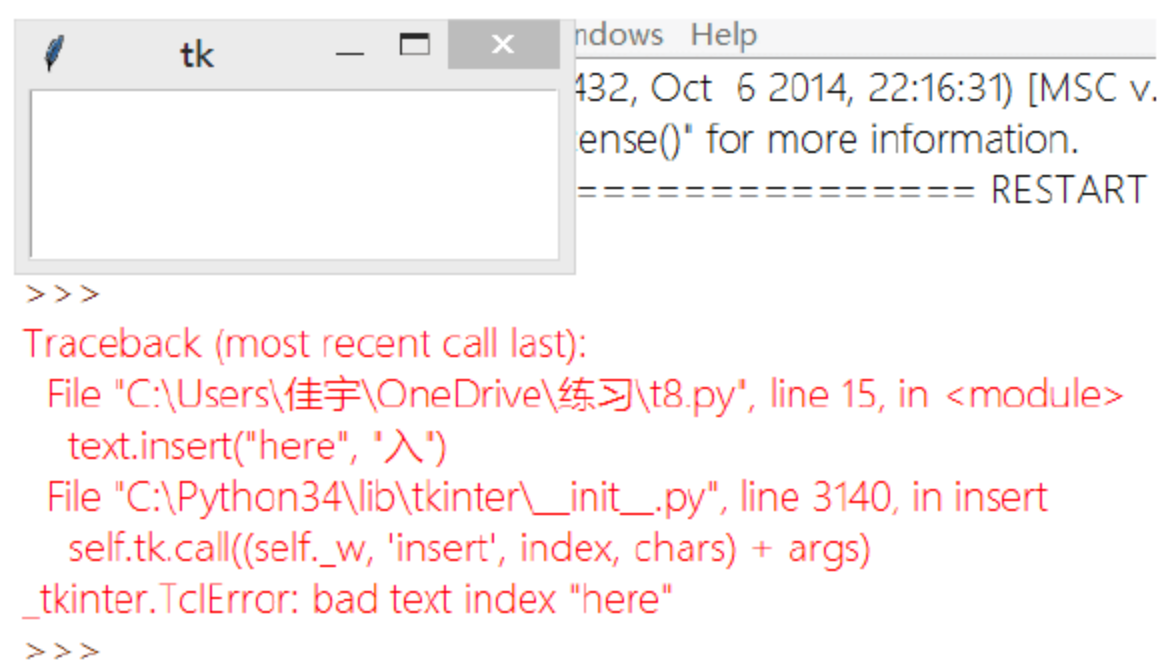 tk
ndows Help
432, Oct 6 2014, 22:16:31) [MSC v.
ense()" for more information.
=============== RESTART
>>>
Traceback (most recent call last):
File "C:\Users\佳宇\OneDrive\练习\t8.py", line 15, in <module>
text.insert("here", "入")
File "C:\Python34\lib\tkinter\__init__.py", line 3140, in insert
self.tk.call((self._w, 'insert', index, chars) + args)
_tkinter.TclError: bad text index "here"
>>>